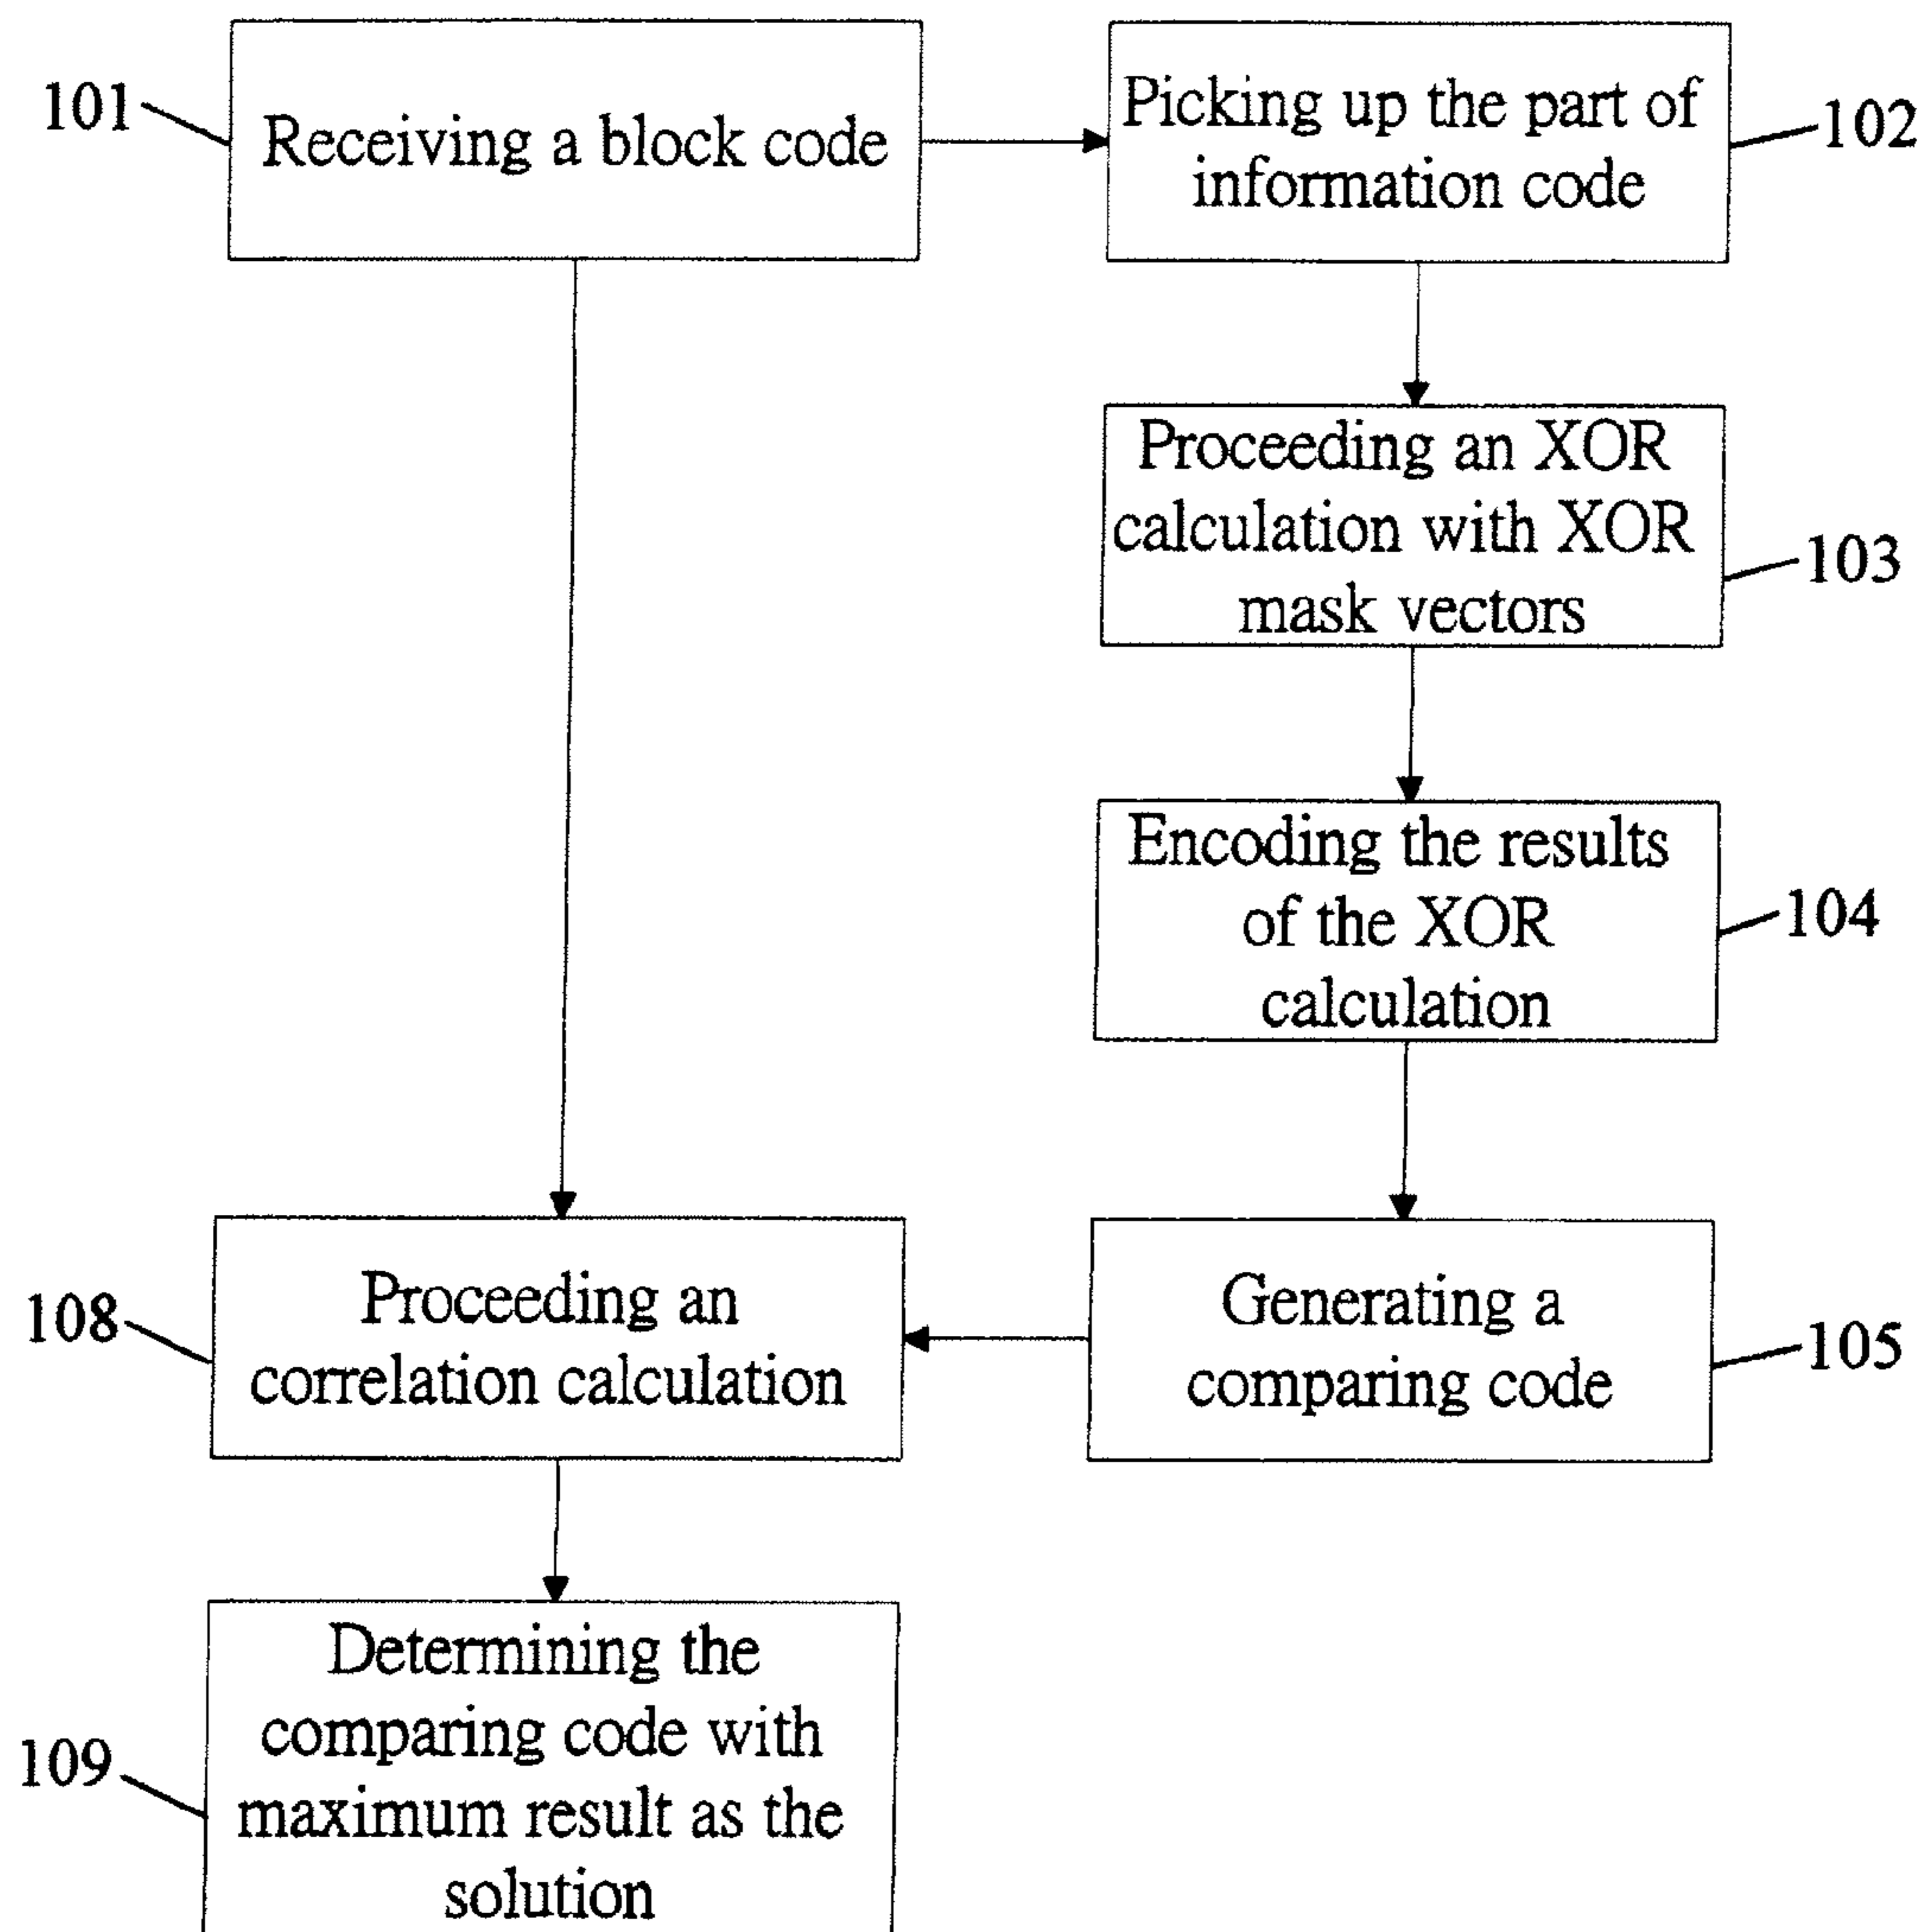 101
Receiving a block code
Picking up the part of
information code
102
Proceeding an XOR
calculation with XOR
mask vectors
103
Encoding the results
of the XOR
calculation
104
Generating a
comparing code
105
108
Proceeding an
correlation calculation
109
Determining the
comparing code with
maximum result as the
solution